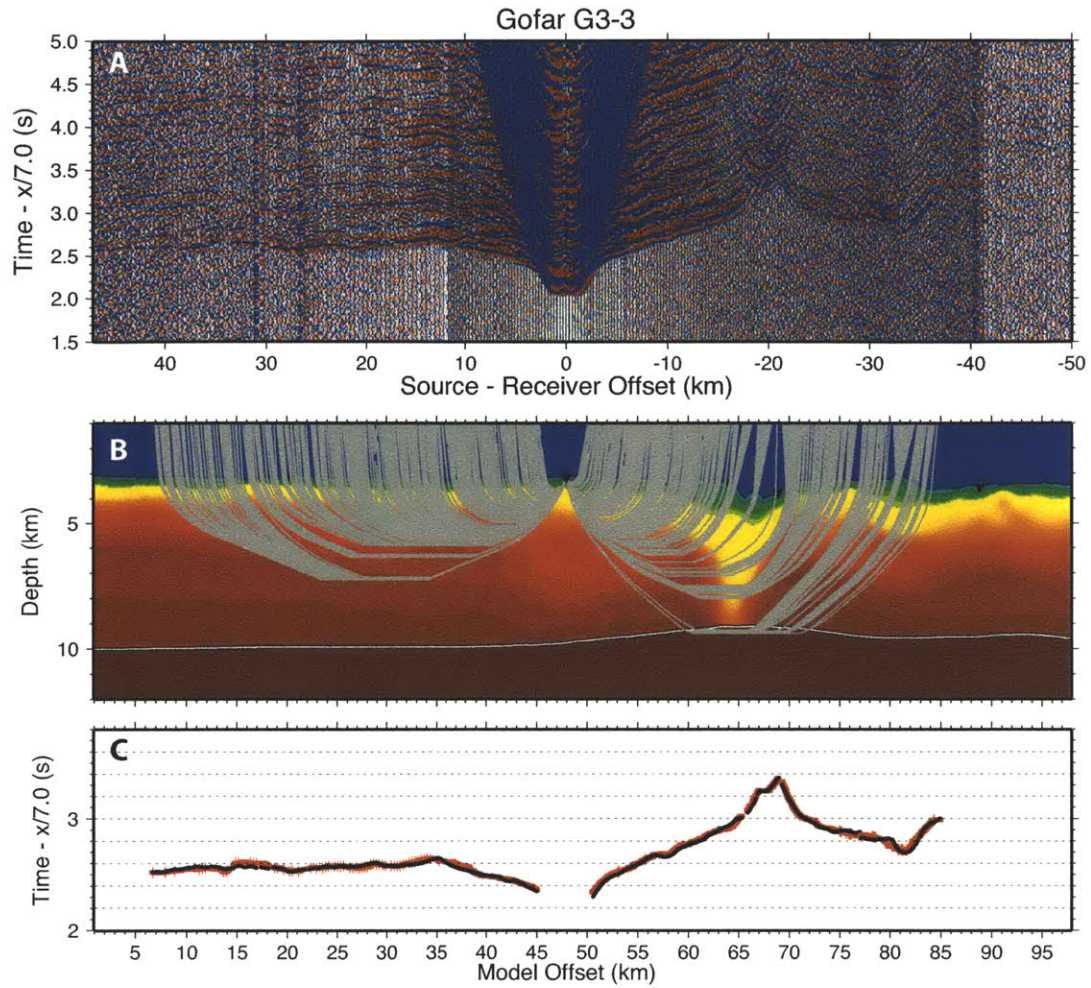 Gofar G3-3
A
Time - x/7.0 (s)
5.0
4.5
4.0
3.5
3.0
2.5
2.0
1.5
40 30 20 10 0 -10 -20 -30 -40 -50
Source - Receiver Offset (km)
B
Depth (km)
5
10
C
Time - x/7.0 (s)
3
2
5 10 15 20 25 30 35 40 45 50 55 60 65 70 75 80 85 90 95
Model Offset (km)